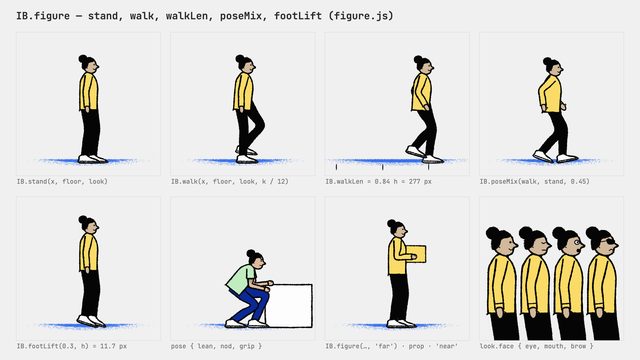 IB.figure — stand, walk, walkLen, poseMix, footLift (figure.js)
IB.stand(x, floor, look)
IB.walk(x, floor, look, k / 12)
IB.walkLen = 0.84 h = 277 px
IB.poseMix(walk, stand, 0.45)
IB.footLift(0.3, h) = 11.7 px
pose { lean, nod, grip }
IB.figure(…, 'far') · prop · 'near'
look.face { eye, mouth, brow }